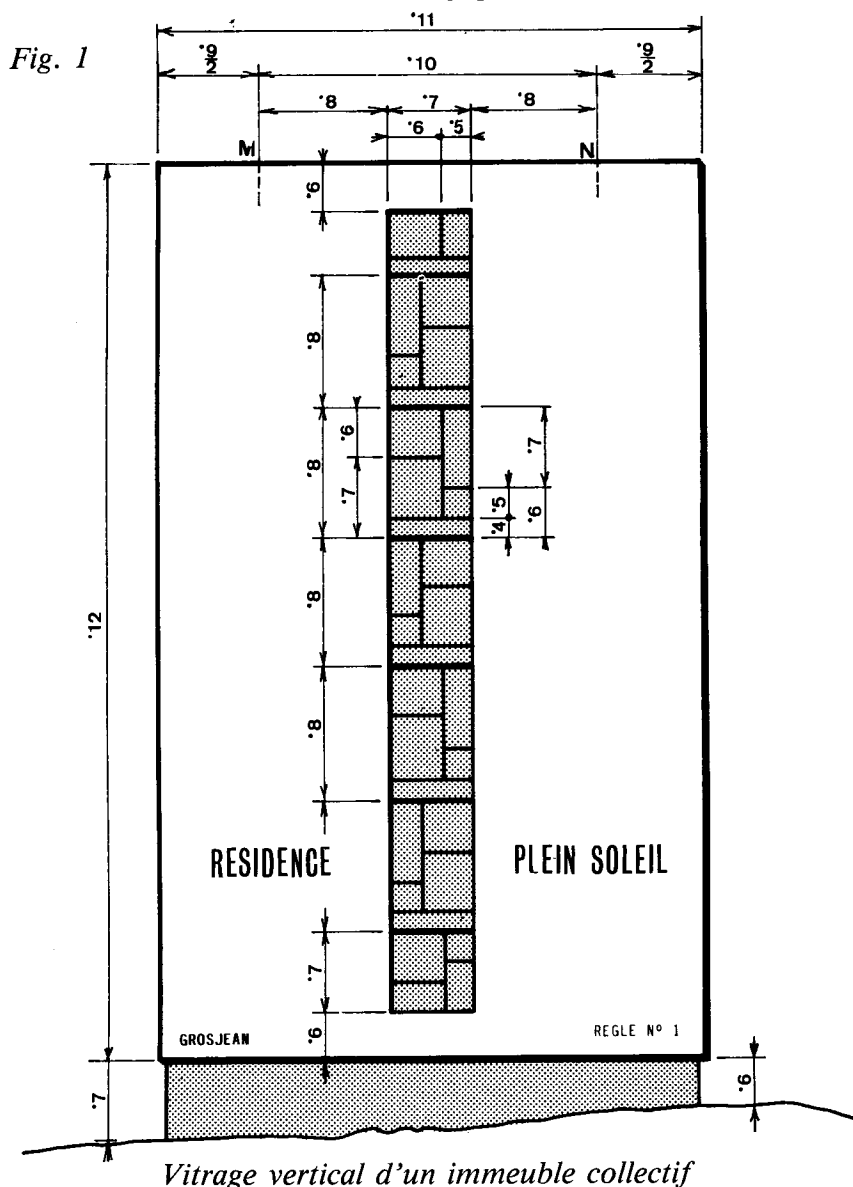 .11
Fig. 1
9/2 .10 9/2
.8 .7 .8
.6 .5
M N
.6
.8
.8 .6 .7
.7 .5 .4 .6
.8
.12
.8
RESIDENCE PLEIN SOLEIL
.7
.6
GROSJEAN REGLE N° 1
.7 .6
Vitrage vertical d'un immeuble collectif